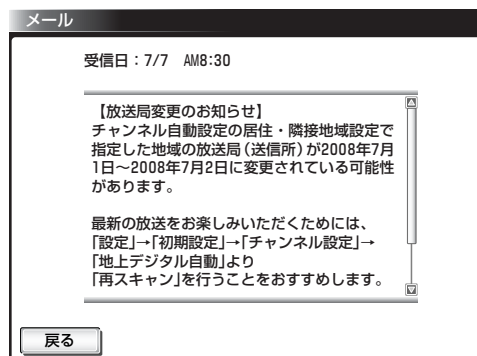 メール
受信日：7/7 AM8:30
【放送局変更のお知らせ】
チャンネル自動設定の居住・隣接地域設定で
指定した地域の放送局（送信所）が2008年7月
1日～2008年7月2日に変更されている可能性
があります。
最新の放送をお楽しみいただくためには、
「設定」→「初期設定」→「チャンネル設定」→
「地上デジタル自動」より
「再スキャン」を行うことをおすすめします。
戻る